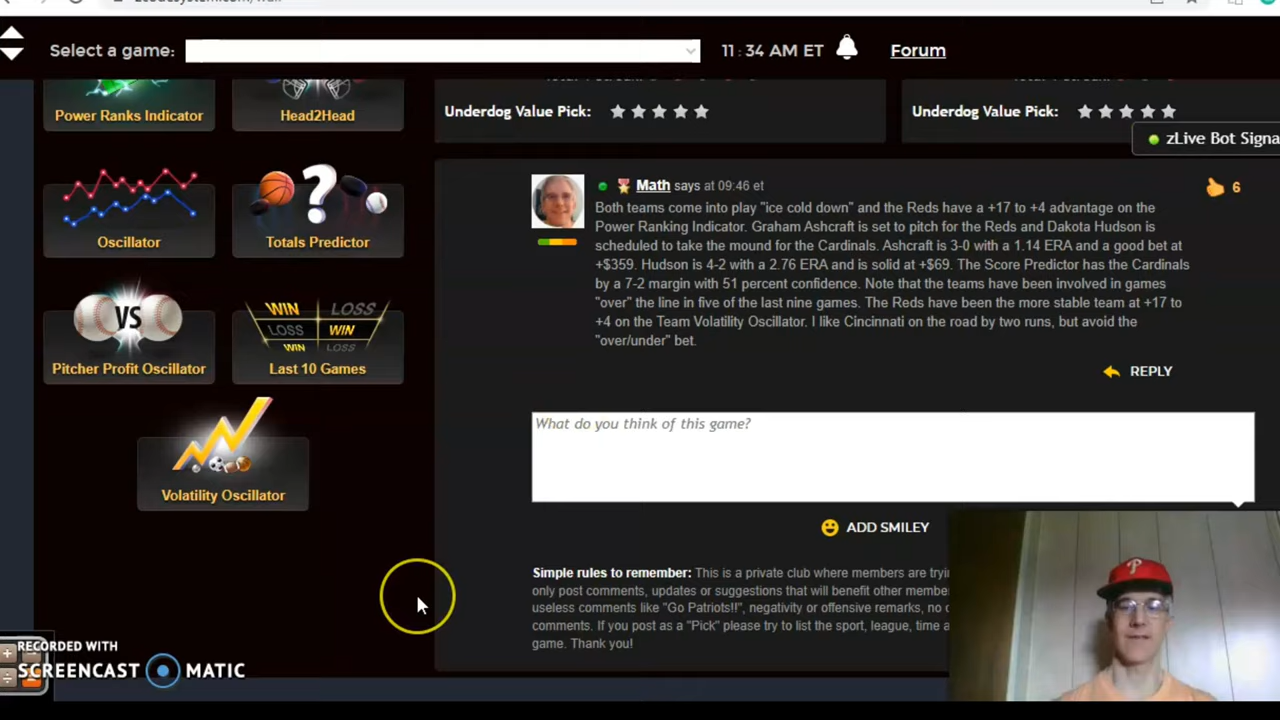 Select a game:
11:34 AM ET
Forum
Power Ranks Indicator
Head2Head
Underdog Value Pick:
Underdog Value Pick:
zLive Bot Signa
Oscillator
Totals Predictor
VS
Pitcher Profit Oscillator
WIN LOSS
LOSS WIN
WIN LOSS
Last 10 Games
Volatility Oscillator
Math says at 09:46 et
6
Both teams come into play "ice cold down" and the Reds have a +17 to +4 advantage on the
Power Ranking Indicator. Graham Ashcraft is set to pitch for the Reds and Dakota Hudson is
scheduled to take the mound for the Cardinals. Ashcraft is 3-0 with a 1.14 ERA and a good bet at
+$359. Hudson is 4-2 with a 2.76 ERA and is solid at +$69. The Score Predictor has the Cardinals
by a 7-2 margin with 51 percent confidence. Note that the teams have been involved in games
"over" the line in five of the last nine games. The Reds have been the more stable team at +17 to
+4 on the Team Volatility Oscillator. I like Cincinnati on the road by two runs, but avoid the
"over/under" bet.
REPLY
What do you think of this game?
ADD SMILEY
Simple rules to remember: This is a private club where members are tryin
only post comments, updates or suggestions that will benefit other membe
useless comments like "Go Patriots!!", negativity or offensive remarks, no
comments. If you post as a "Pick" please try to list the sport, league, time a
game. Thank you!
RECORDED WITH
SCREENCAST MATIC
P